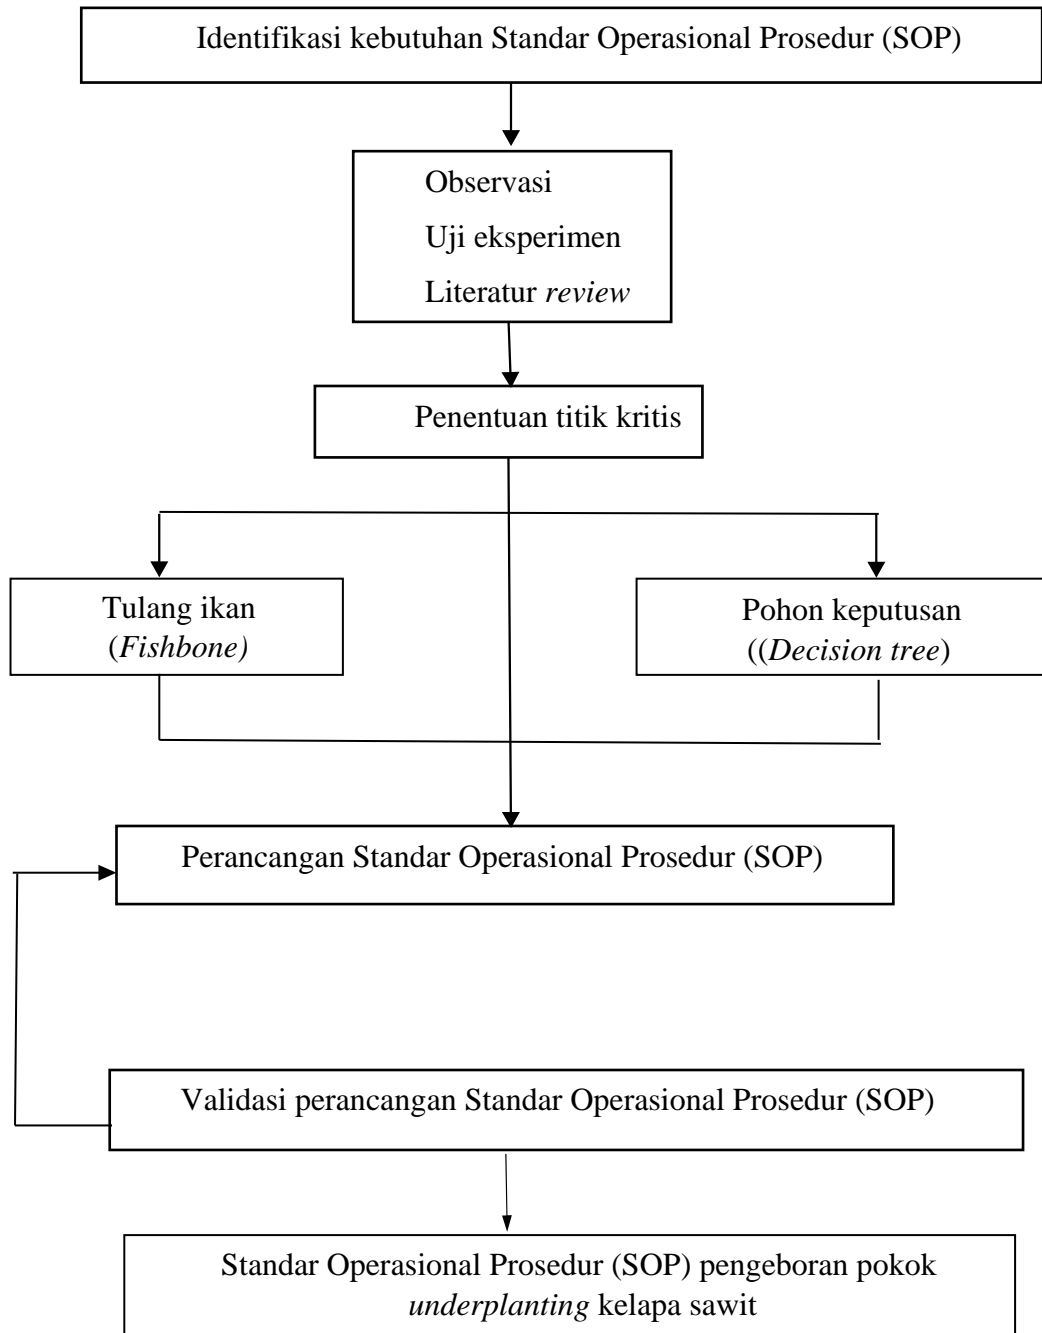 Identifikasi kebutuhan Standar Operasional Prosedur (SOP)
Observasi
Uji eksperimen
Literatur review
Penentuan titik kritis
Tulang ikan
(Fishbone)
Pohon keputusan
((Decision tree)
Perancangan Standar Operasional Prosedur (SOP)
Validasi perancangan Standar Operasional Prosedur (SOP)
Standar Operasional Prosedur (SOP) pengeboran pokok
underplanting kelapa sawit